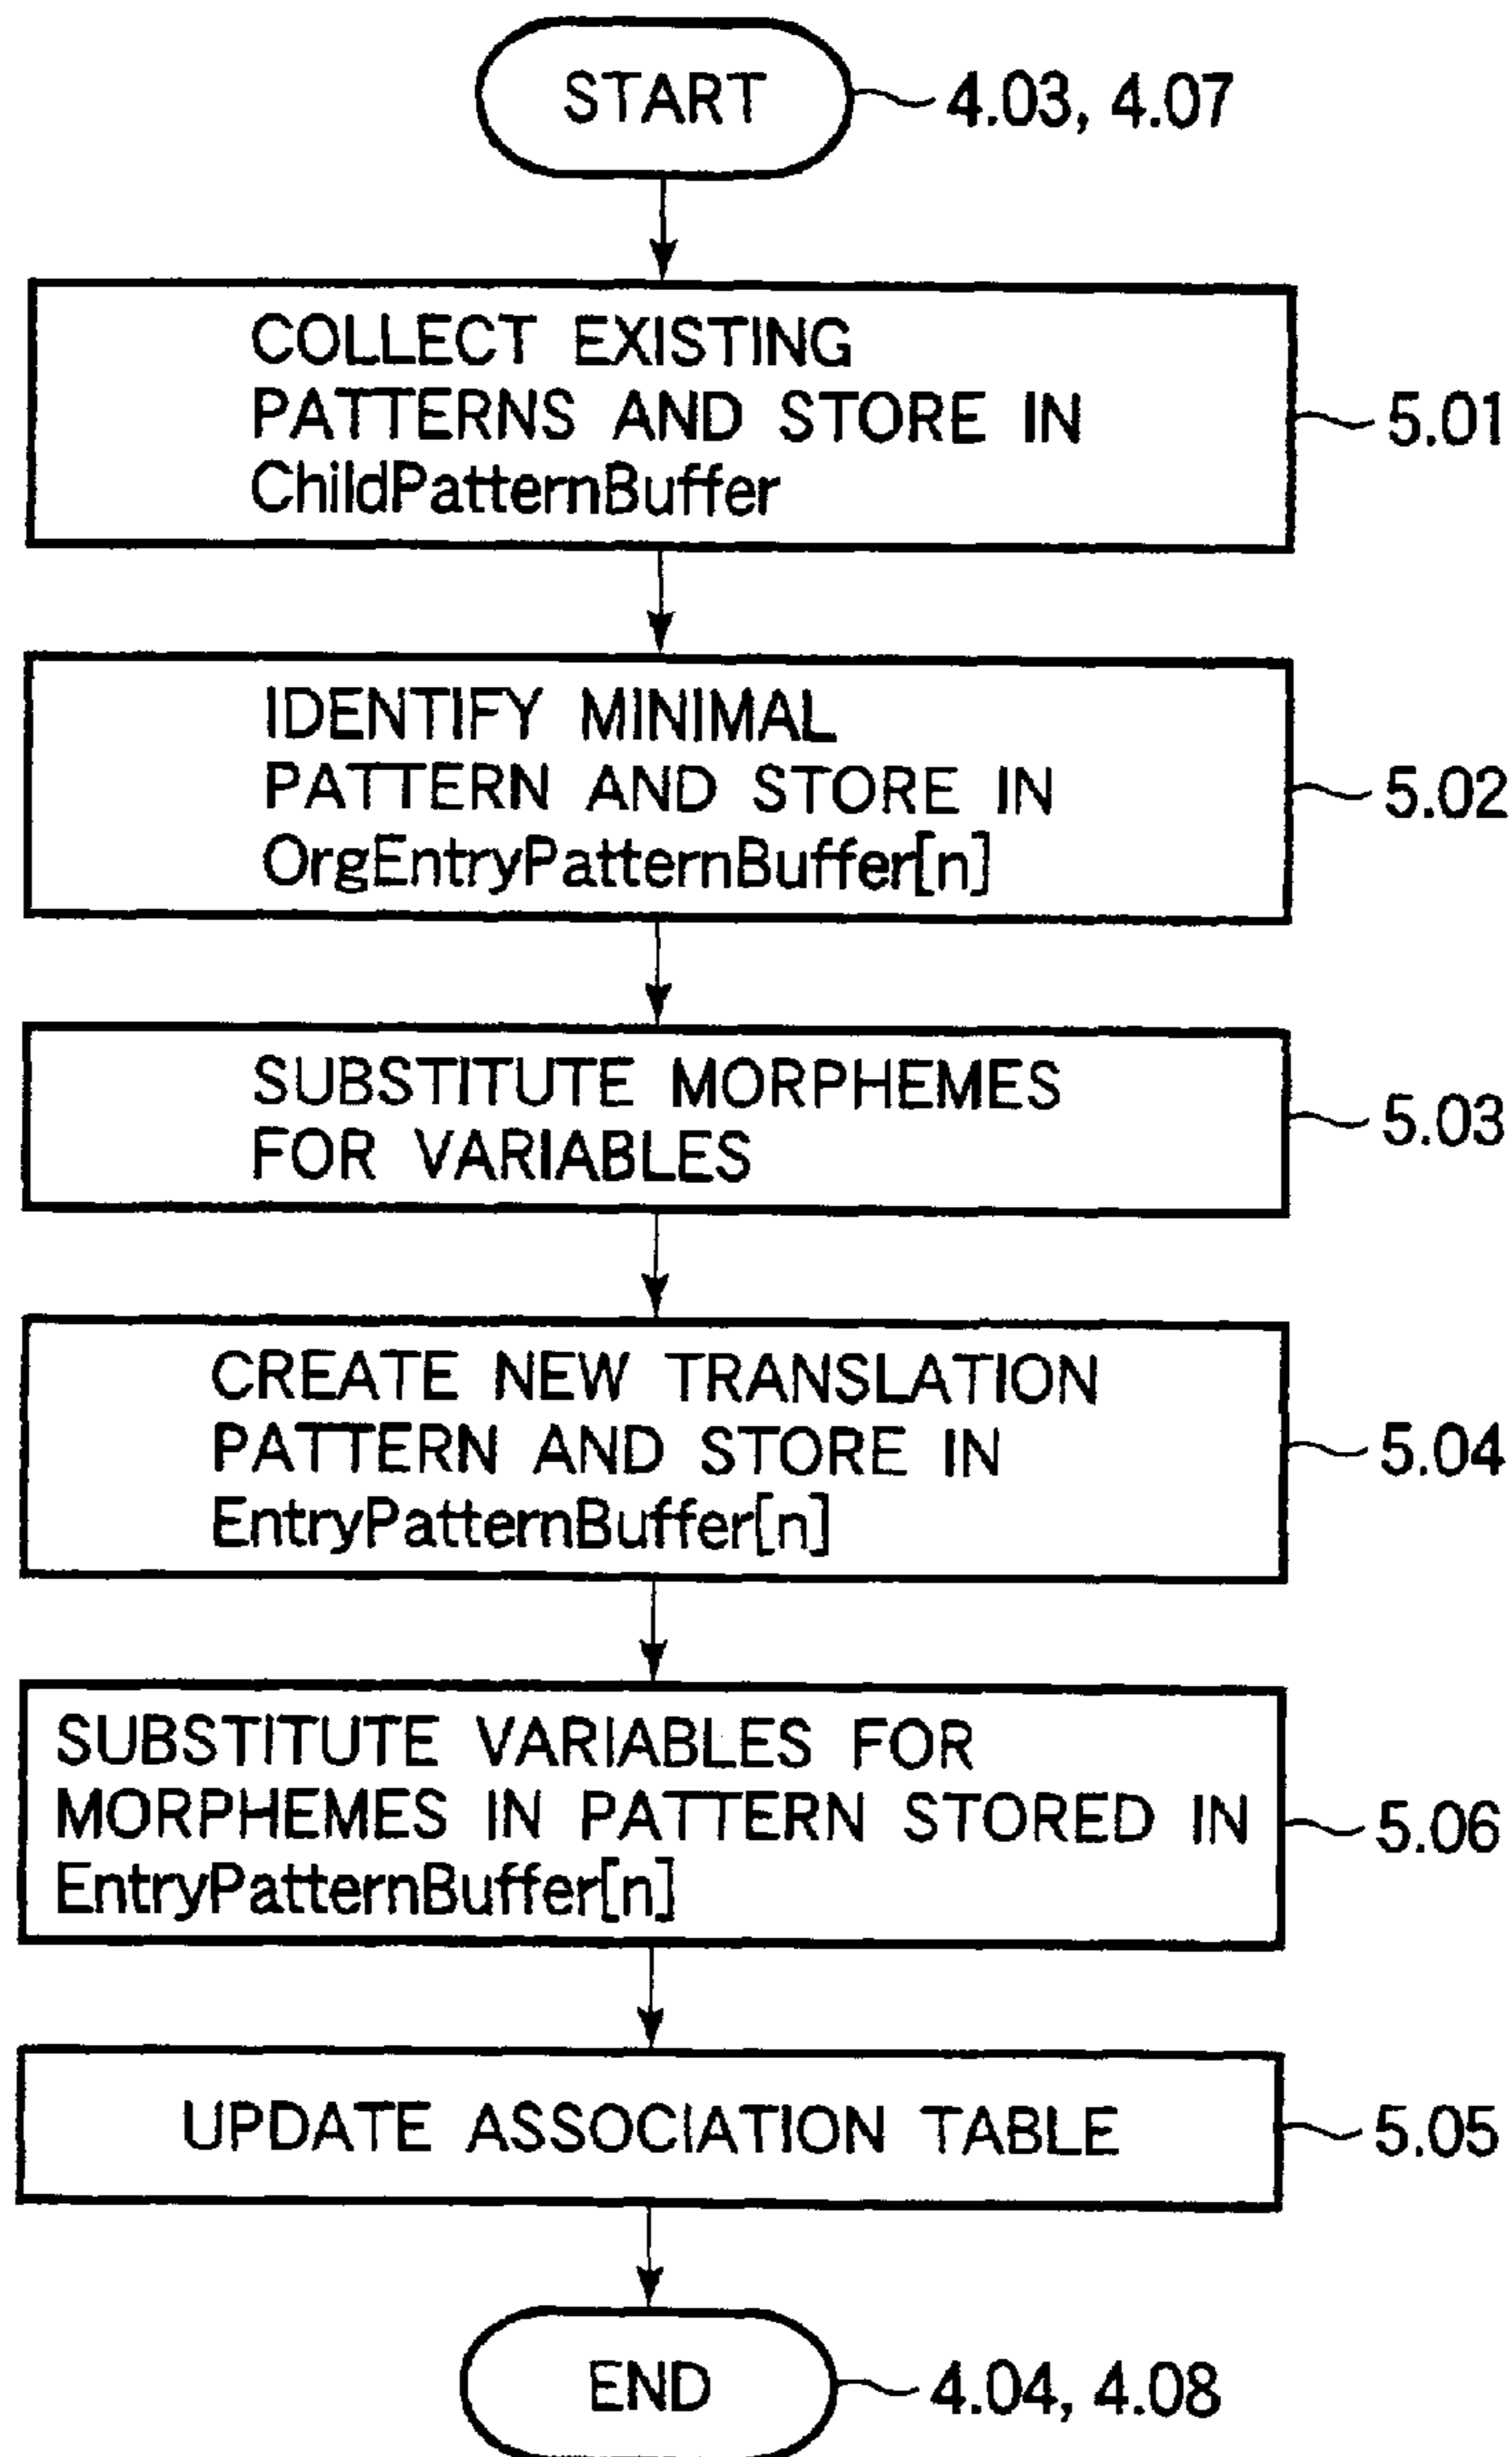 START
4.03, 4.07
COLLECT EXISTING
PATTERNS AND STORE IN
ChildPatternBuffer
5.01
IDENTIFY MINIMAL
PATTERN AND STORE IN
OrgEntryPatternBuffer[n]
5.02
SUBSTITUTE MORPHEMES
FOR VARIABLES
5.03
CREATE NEW TRANSLATION
PATTERN AND STORE IN
EntryPatternBuffer[n]
5.04
SUBSTITUTE VARIABLES FOR
MORPHEMES IN PATTERN STORED IN
EntryPatternBuffer[n]
5.06
UPDATE ASSOCIATION TABLE
5.05
END
4.04, 4.08